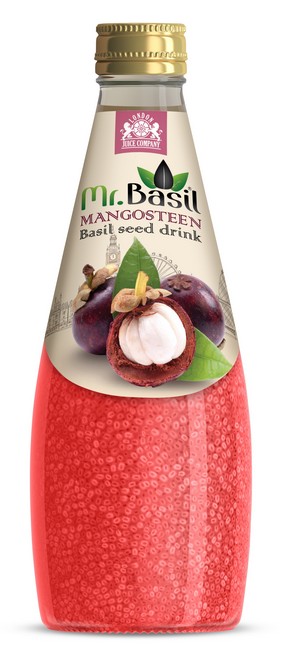 LONDON
JUICE COMPANY
Mr.Basil
MANGOSTEEN
Basil seed drink